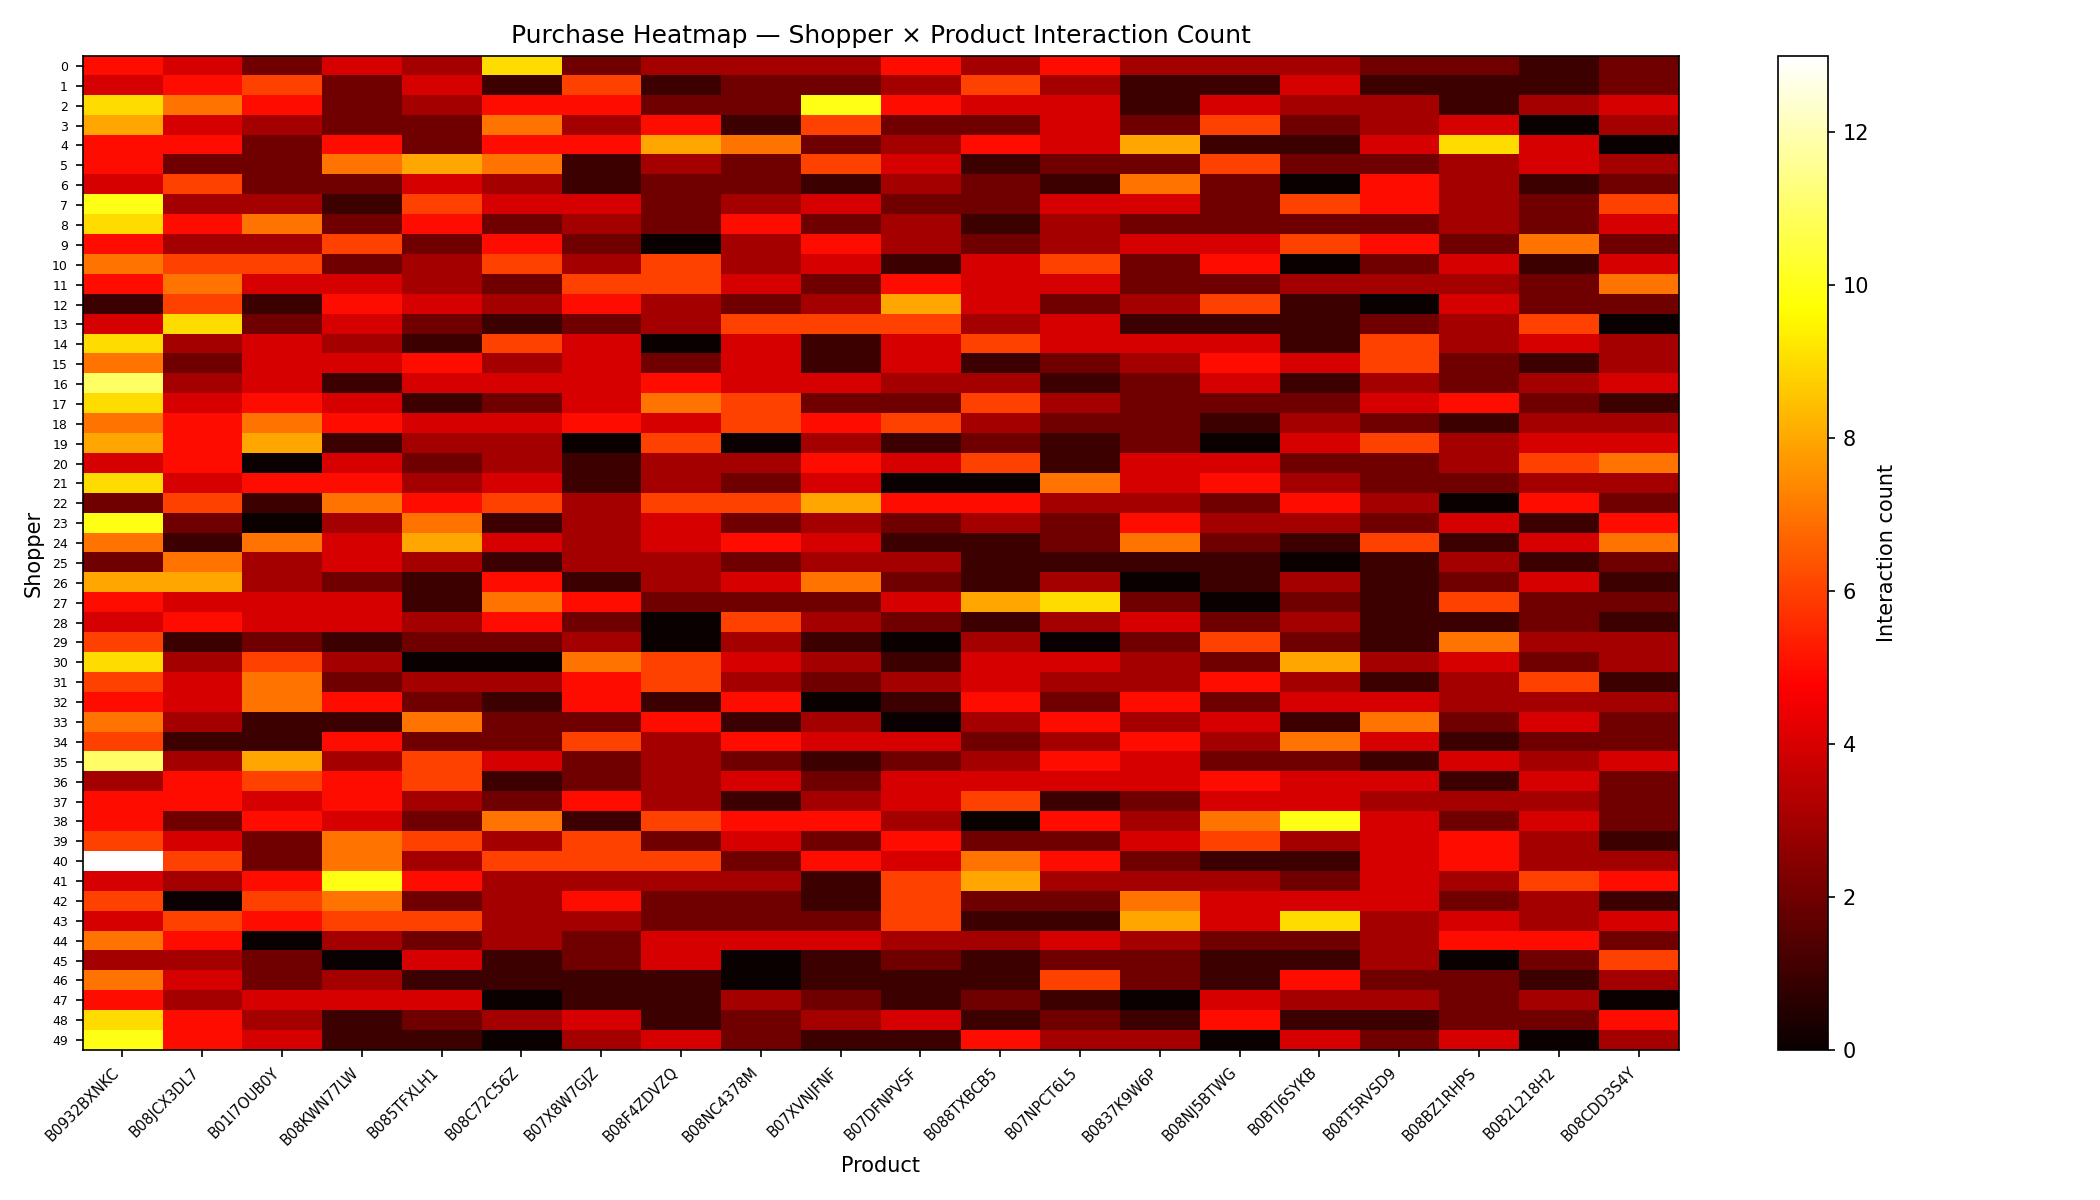 Purchase Heatmap — Shopper × Product Interaction Count
Shopper
0
1
2
3
4
5
6
7
8
9
10
11
12
13
14
15
16
17
18
19
20
21
22
23
24
25
26
27
28
29
30
31
32
33
34
35
36
37
38
39
40
41
42
43
44
45
46
47
48
49
B0932BXNKC
B08JCX3DL7
B01I7OUB0Y
B08KWN77LW
B085TFXLH1
B08C72C56Z
B07X8W7GJZ
B08F4ZDVZQ
B08NC4378M
B07XVNJFNF
B07DFNPVSF
B088TXBCB5
B07NPCT6L5
B0837K9W6P
B08NJ5BTWG
B0BTJ6SYKB
B08T5RVSD9
B08BZ1RHPS
B0B2L218H2
B08CDD3S4Y
Product
12
10
8
6
4
2
0
Interaction count